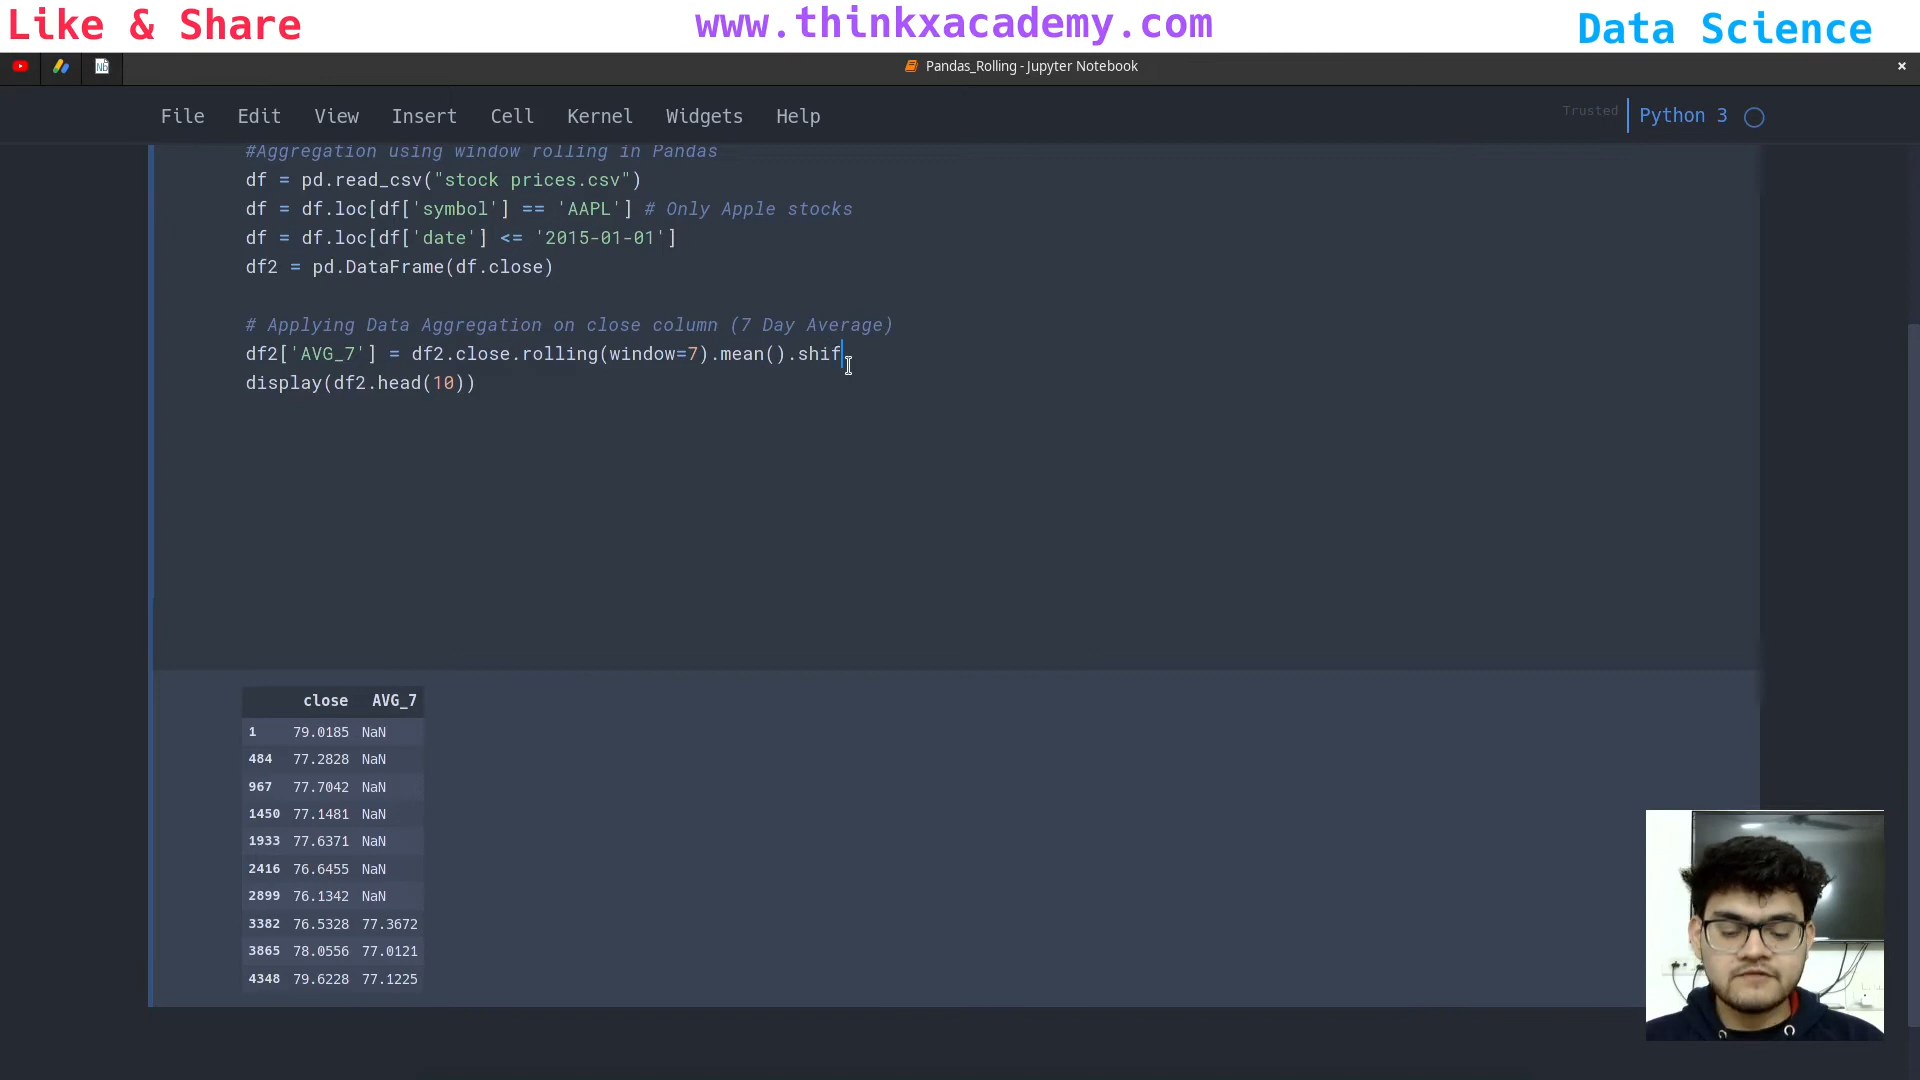 Like & Share
www.thinkxacademy.com
Data Science
Nb
Pandas_Rolling - Jupyter Notebook
×
File Edit View Insert Cell Kernel Widgets Help
Trusted
Python 3
#Aggregation using window rolling in Pandas
df = pd.read_csv("stock prices.csv")
df = df.loc[df['symbol'] == 'AAPL'] # Only Apple stocks
df = df.loc[df['date'] <= '2015-01-01']
df2 = pd.DataFrame(df.close)
# Applying Data Aggregation on close column (7 Day Average)
df2['AVG_7'] = df2.close.rolling(window=7).mean().shif
display(df2.head(10))
close AVG_7
1 79.0185 NaN
484 77.2828 NaN
967 77.7042 NaN
1450 77.1481 NaN
1933 77.6371 NaN
2416 76.6455 NaN
2899 76.1342 NaN
3382 76.5328 77.3672
3865 78.0556 77.0121
4348 79.6228 77.1225